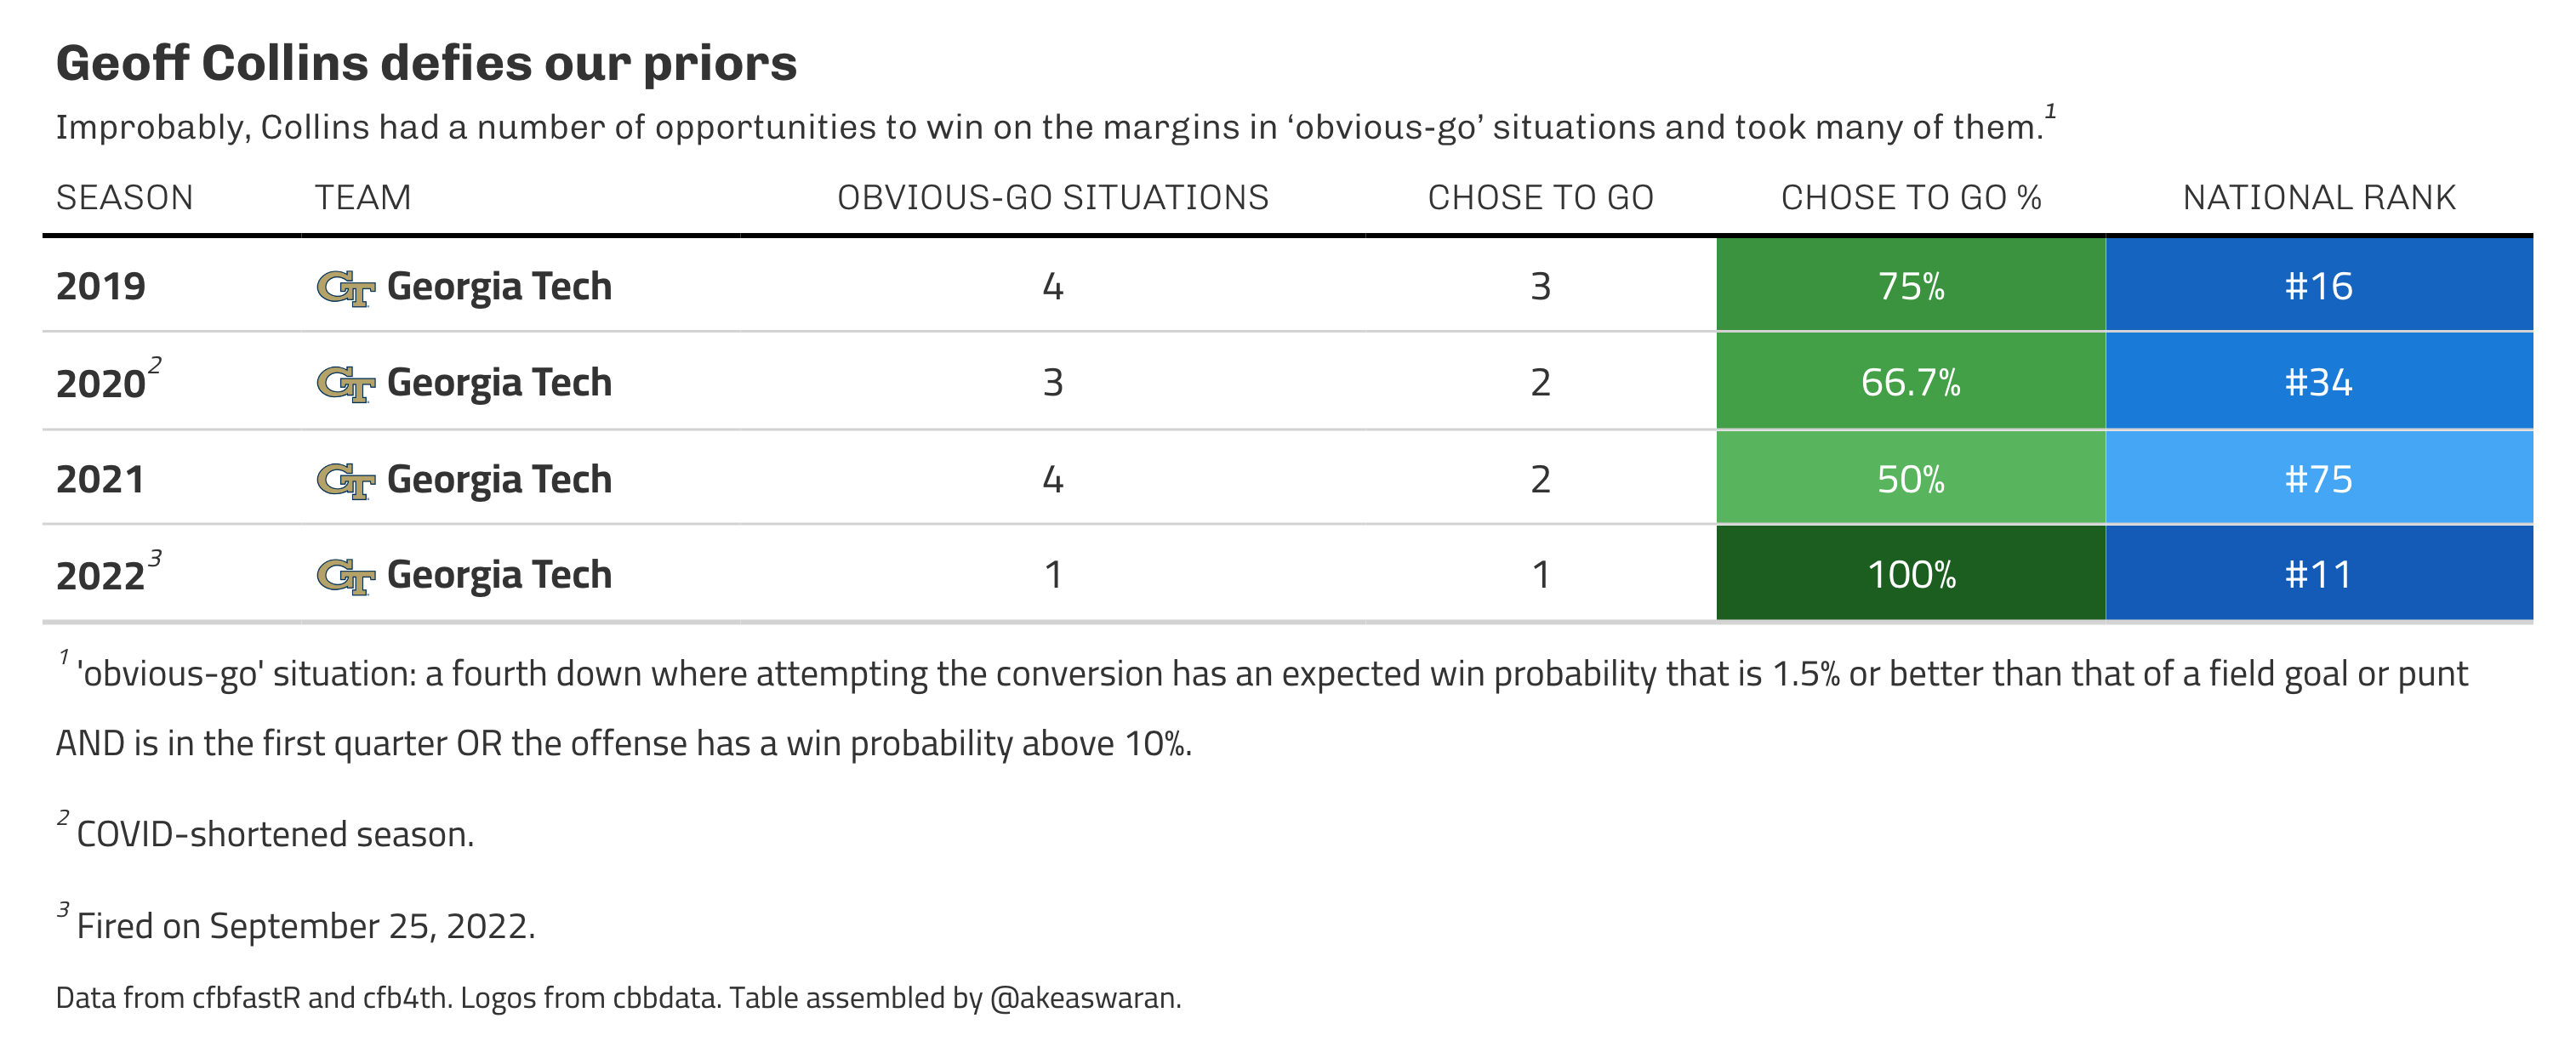 Geoff Collins defies our priors
Improbably, Collins had a number of opportunities to win on the margins in ‘obvious-go’ situations and took many of them.1
SEASON TEAM OBVIOUS-GO SITUATIONS CHOSE TO GO CHOSE TO GO % NATIONAL RANK
2019 GT Georgia Tech 4 3 75% #16
20202 GT Georgia Tech 3 2 66.7% #34
2021 GT Georgia Tech 4 2 50% #75
20223 GT Georgia Tech 1 1 100% #11
1 'obvious-go' situation: a fourth down where attempting the conversion has an expected win probability that is 1.5% or better than that of a field goal or punt
AND is in the first quarter OR the offense has a win probability above 10%.
2 COVID-shortened season.
3 Fired on September 25, 2022.
Data from cfbfastR and cfb4th. Logos from cbbdata. Table assembled by @akeaswaran.